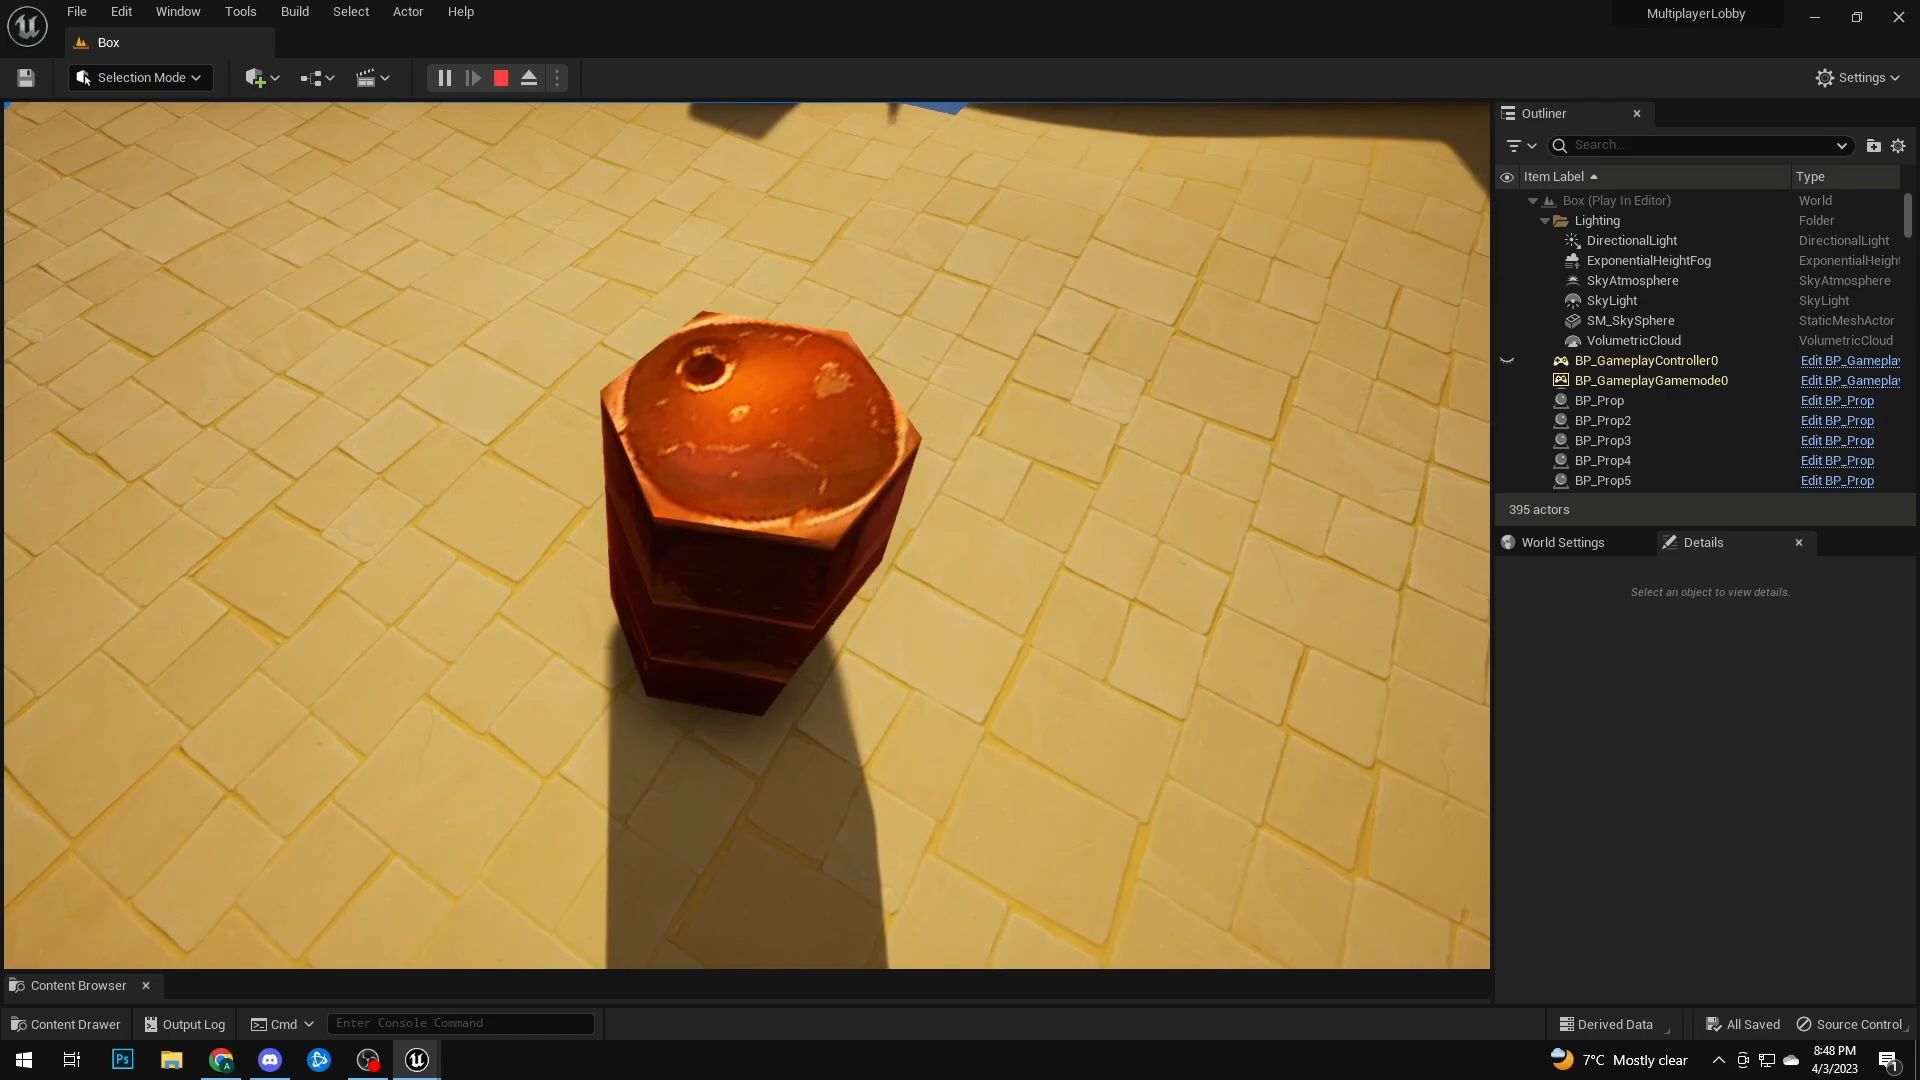 File Edit Window Tools Build Select Actor Help
MultiplayerLobby
Box
Selection Mode
Settings
Outliner
Search...
Item Label Type
Box (Play In Editor) World
Lighting Folder
DirectionalLight DirectionalLight
ExponentialHeightFog ExponentialHeight
SkyAtmosphere SkyAtmosphere
SkyLight SkyLight
SM_SkySphere StaticMeshActor
VolumetricCloud VolumetricCloud
BP_GameplayController0 Edit BP_Gameplay
BP_GameplayGamemode0 Edit BP_Gameplay
BP_Prop Edit BP_Prop
BP_Prop2 Edit BP_Prop
BP_Prop3 Edit BP_Prop
BP_Prop4 Edit BP_Prop
BP_Prop5 Edit BP_Prop
395 actors
World Settings Details
Select an object to view details.
Content Browser
Content Drawer Output Log Cmd Enter Console Command Derived Data All Saved Source Control
Ps A 7°C Mostly clear 8:48 PM
4/3/2023 1